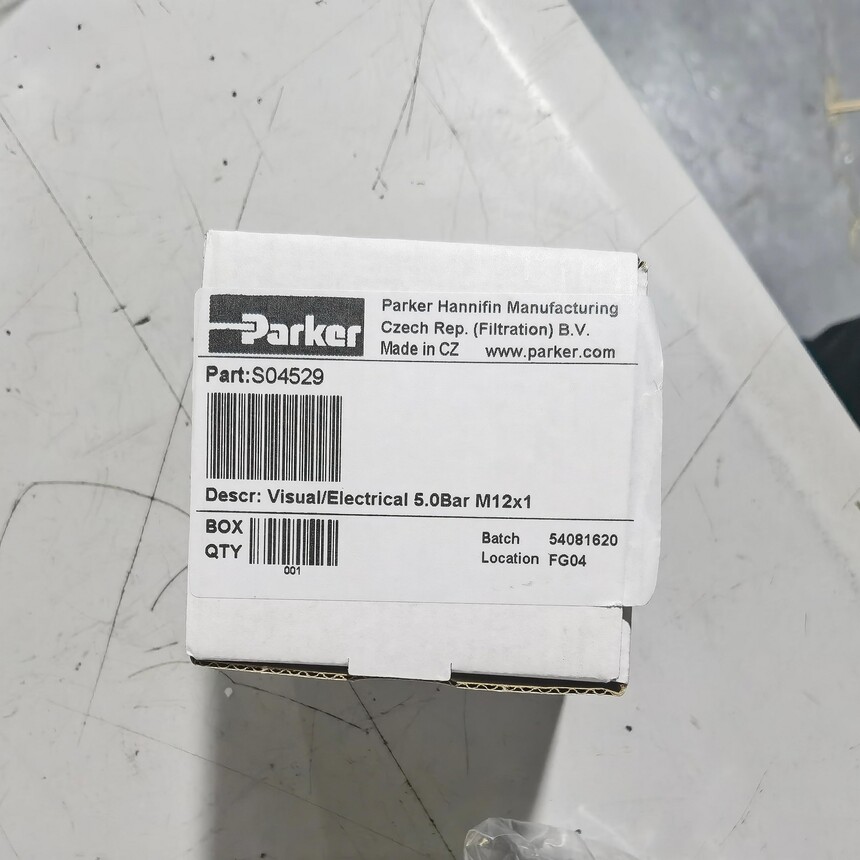 Parker
Parker Hannifin Manufacturing
Czech Rep. (Filtration) B.V.
Made in CZ www.parker.com
Part:S04529
Descr: Visual/Electrical 5.0Bar M12x1
BOX
QTY
001
Batch 54081620
Location FG04